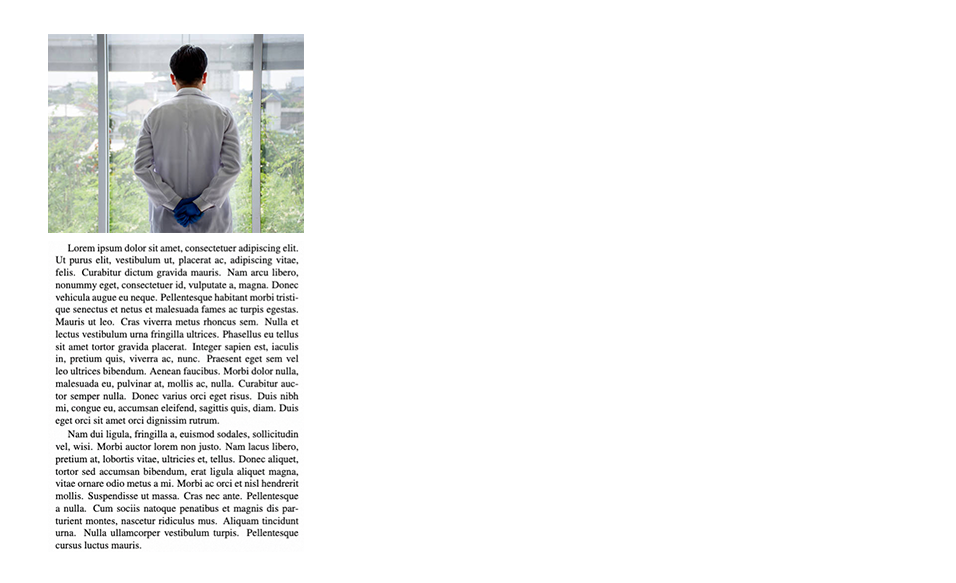 Lorem ipsum dolor sit amet, consectetuer adipiscing elit.
Ut purus elit, vestibulum ut, placerat ac, adipiscing vitae,
felis. Curabitur dictum gravida mauris. Nam arcu libero,
nonummy eget, consectetuer id, vulputate a, magna. Donec
vehicula augue eu neque. Pellentesque habitant morbi tristi-
que senectus et netus et malesuada fames ac turpis egestas.
Mauris ut leo. Cras viverra metus rhoncus sem. Nulla et
lectus vestibulum urna fringilla ultrices. Phasellus eu tellus
sit amet tortor gravida placerat. Integer sapien est, iaculis
in, pretium quis, viverra ac, nunc. Praesent eget sem vel
leo ultrices bibendum. Aenean faucibus. Morbi dolor nulla,
malesuada eu, pulvinar at, mollis ac, nulla. Curabitur auc-
tor semper nulla. Donec varius orci eget risus. Duis nibh
mi, congue eu, accumsan eleifend, sagittis quis, diam. Duis
eget orci sit amet orci dignissim rutrum.
Nam dui ligula, fringilla a, euismod sodales, sollicitudin
vel, wisi. Morbi auctor lorem non justo. Nam lacus libero,
pretium at, lobortis vitae, ultricies et, tellus. Donec aliquet,
tortor sed accumsan bibendum, erat ligula aliquet magna,
vitae ornare odio metus a mi. Morbi ac orci et nisl hendrerit
mollis. Suspendisse ut massa. Cras nec ante. Pellentesque
a nulla. Cum sociis natoque penatibus et magnis dis par-
turient montes, nascetur ridiculus mus. Aliquam tincidunt
urna. Nulla ullamcorper vestibulum turpis. Pellentesque
cursus luctus mauris.